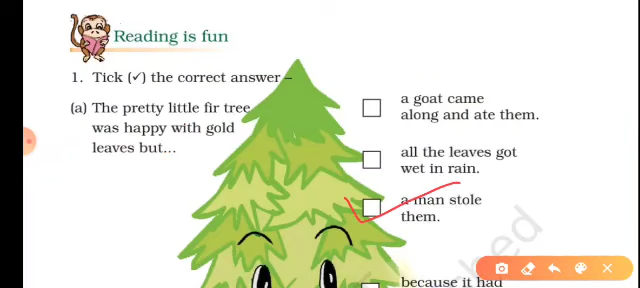 Reading is fun
1. Tick (✓) the correct answer –
(a) The pretty little fir tree
was happy with gold
leaves but...
a goat came
along and ate them.
all the leaves got
wet in rain.
a man stole
them.
because it had